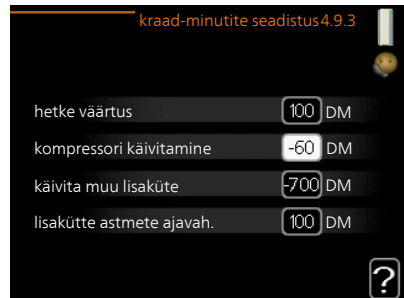 kraad-minutite seadistus 4.9.3
hetke väärtus 100 DM
kompressori käivitamine -60 DM
käivita muu lisaküte -700 DM
lisakütte astmete ajavah. 100 DM
?